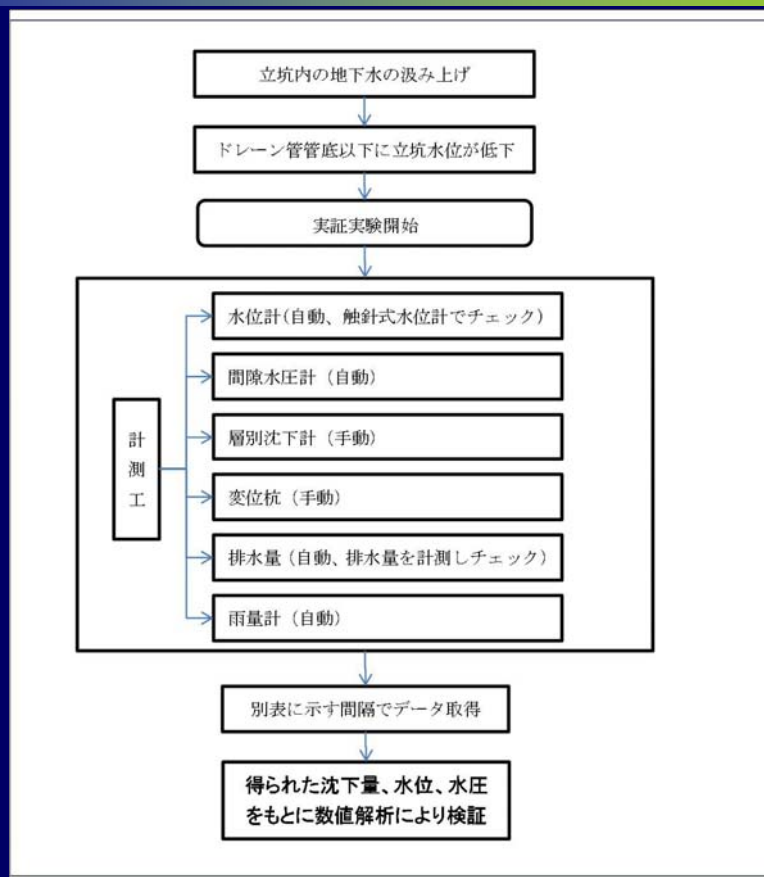 立坑内の地下水の汲み上げ
ドレーン管管底以下に立坑水位が低下
実証実験開始
計
測
工
水位計(自動、触針式水位計でチェック)
間隙水圧計（自動）
層別沈下計（手動）
変位杭（手動）
排水量（自動、排水量を計測しチェック）
雨量計（自動）
別表に示す間隔でデータ取得
得られた沈下量、水位、水圧
をもとに数値解析により検証